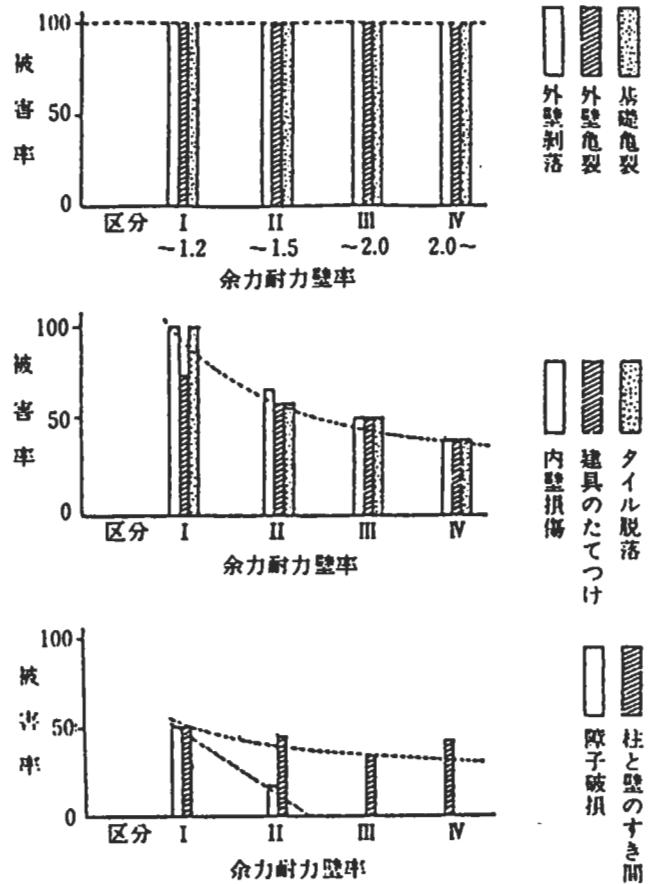 被害率
100
50
0
区分 I II III IV
～1.2 ～1.5 ～2.0 2.0～
余力耐力壁率
外壁剥落
外壁亀裂
基礎亀裂
被害率
100
50
0
区分 I II III IV
余力耐力壁率
内壁損傷
建具のたてつけ
タイル脱落
被害率
100
50
0
区分 I II III IV
余力耐力壁率
障子破損
柱と壁のすき間